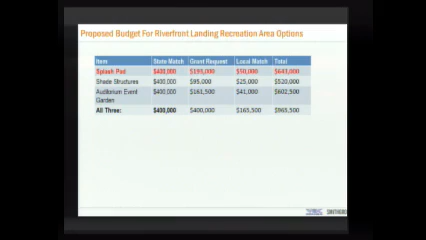 Proposed Budget For Riverfront Landing Recreation Area Options
Item State Match Grant Request Local Match Total
Splash Pad $400,000 $193,000 $50,000 $643,000
Shade Structures $400,000 $95,000 $25,000 $520,000
Auditorium Event $400,000 $161,500 $41,000 $602,500
Garden
All Three: $400,000 $400,000 $165,500 $965,500